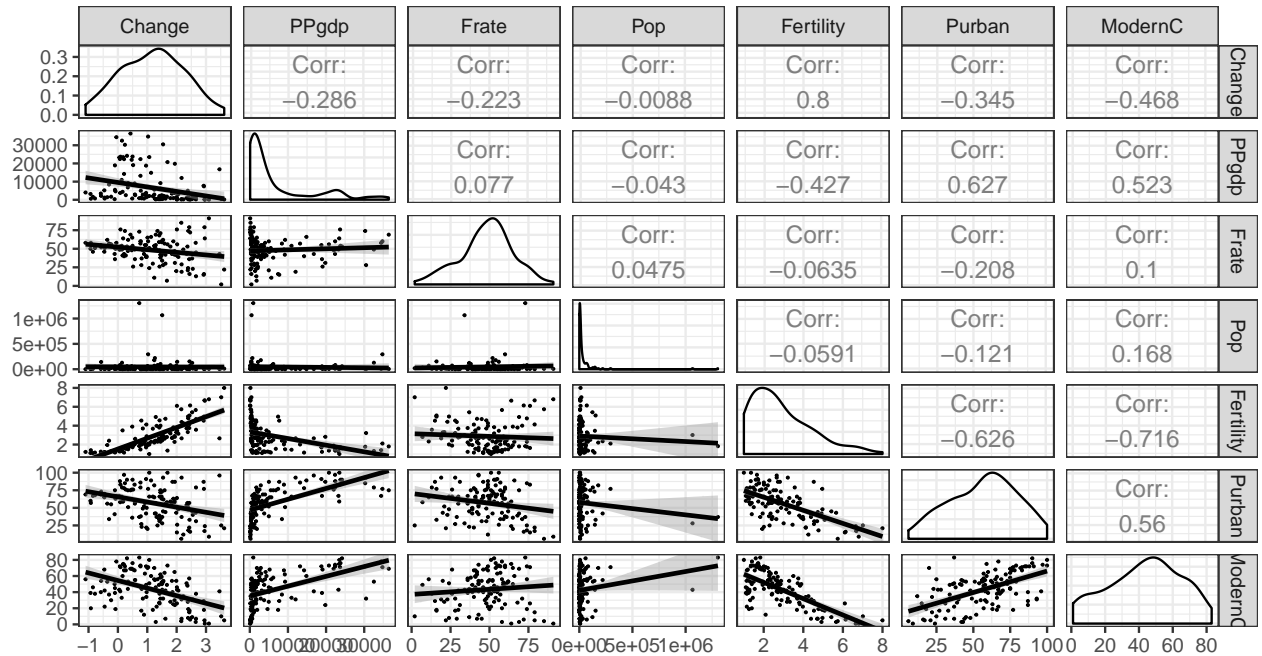 Change PPgdp Frate Pop Fertility Purban ModernC
0.3
0.2
0.1
0.0
Corr: Corr: Corr: Corr: Corr: Corr:
−0.286 −0.223 −0.0088 0.8 −0.345 −0.468
Change
30000
20000
10000
0
Corr: Corr: Corr: Corr: Corr:
0.077 −0.043 −0.427 0.627 0.523
PPgdp
75
50
25
0
Corr: Corr: Corr: Corr:
0.0475 −0.0635 −0.208 0.1
Frate
1e+06
5e+05
0e+00
Corr: Corr: Corr:
−0.0591 −0.121 0.168
Pop
8
6
4
2
Corr: Corr:
−0.626 −0.716
Fertility
100
75
50
25
Corr:
0.56
Purban
80
60
40
20
0
ModernC
−1 0 1 2 3 0 10000 20000 30000 0 25 50 75 0e+00 5e+05 1e+06 2 4 6 8 25 50 75 100 0 20 40 60 80